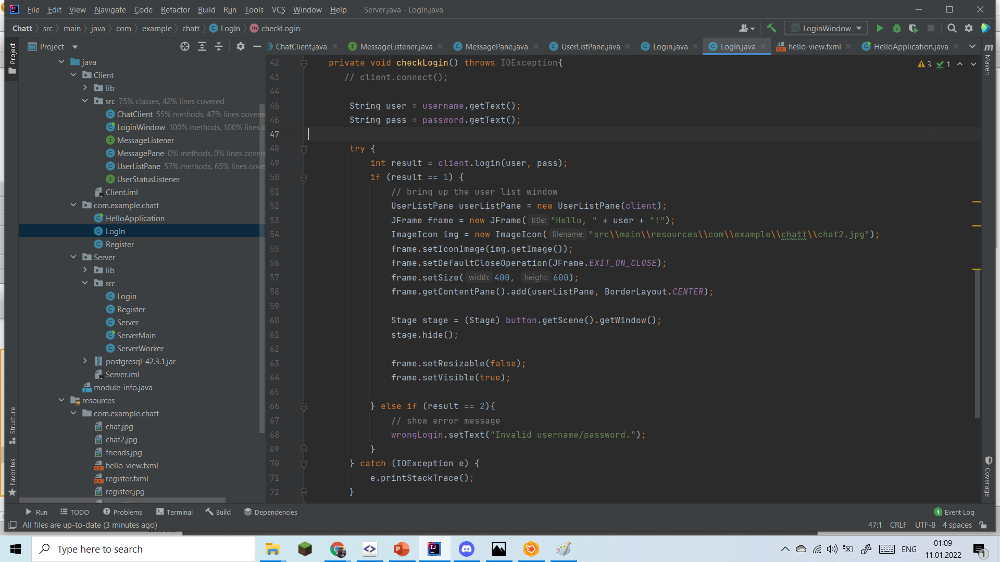 File Edit View Navigate Code Refactor Build Run Tools VCS Window Help Server.java - LogIn.java
Chatt src main java com example chatt LogIn checkLogin LoginWindow
Project
ChatClient.java MessageListener.java MessagePane.java UserListPane.java Login.java LogIn.java hello-view.fxml HelloApplication.java
Project
Structure
Favorites
java
Client
lib
src 75% classes, 42% lines covered
ChatClient 55% methods, 47% lines covere
LoginWindow 100% methods, 100% lines c
MessageListener
MessagePane 0% methods, 0% lines covere
UserListPane 57% methods, 65% lines cove
UserStatusListener
Client.iml
com.example.chatt
HelloApplication
LogIn
Register
Server
lib
src
Login
Register
Server
ServerMain
ServerWorker
postgresql-42.3.1.jar
Server.iml
module-info.java
resources
com.example.chatt
chat.jpg
chat2.jpg
friends.jpg
hello-view.fxml
register.fxml
register.jpg
3 1
42 private void checkLogin() throws IOException{
43 // client.connect();
44
45 String user = username.getText();
46 String pass = password.getText();
47
48 try {
49 int result = client.login(user, pass);
50 if (result == 1) {
51 // bring up the user list window
52 UserListPane userListPane = new UserListPane(client);
53 JFrame frame = new JFrame( title: "Hello, " + user + "!");
54 ImageIcon img = new ImageIcon( filename: "src\\main\\resources\\com\\example\\chatt\\chat2.jpg");
55 frame.setIconImage(img.getImage());
56 frame.setDefaultCloseOperation(JFrame.EXIT_ON_CLOSE);
57 frame.setSize( width: 400, height: 600);
58 frame.getContentPane().add(userListPane, BorderLayout.CENTER);
59
60 Stage stage = (Stage) button.getScene().getWindow();
61 stage.hide();
62
63 frame.setResizable(false);
64 frame.setVisible(true);
65
66 } else if (result == 2){
67 // show error message
68 wrongLogin.setText("Invalid username/password.");
69 }
70 } catch (IOException e) {
71 e.printStackTrace();
72 }
Maven
Coverage
Run TODO Problems Terminal Build Dependencies 1 Event Log
All files are up-to-date (3 minutes ago) 47:1 CRLF UTF-8 4 spaces
Type here to search
ENG
01:09
11.01.2022
1